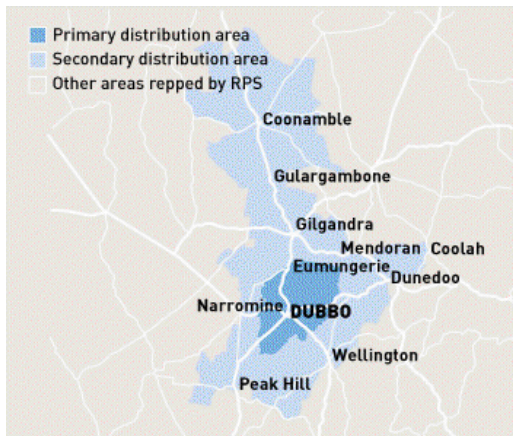 Primary distribution area
Secondary distribution area
Other areas repped by RPS
Coonamble
Gulargambone
Gilgandra
Mendoran
Coolah
Eumungerie
Dunedoo
Narromine
DUBBO
Wellington
Peak Hill